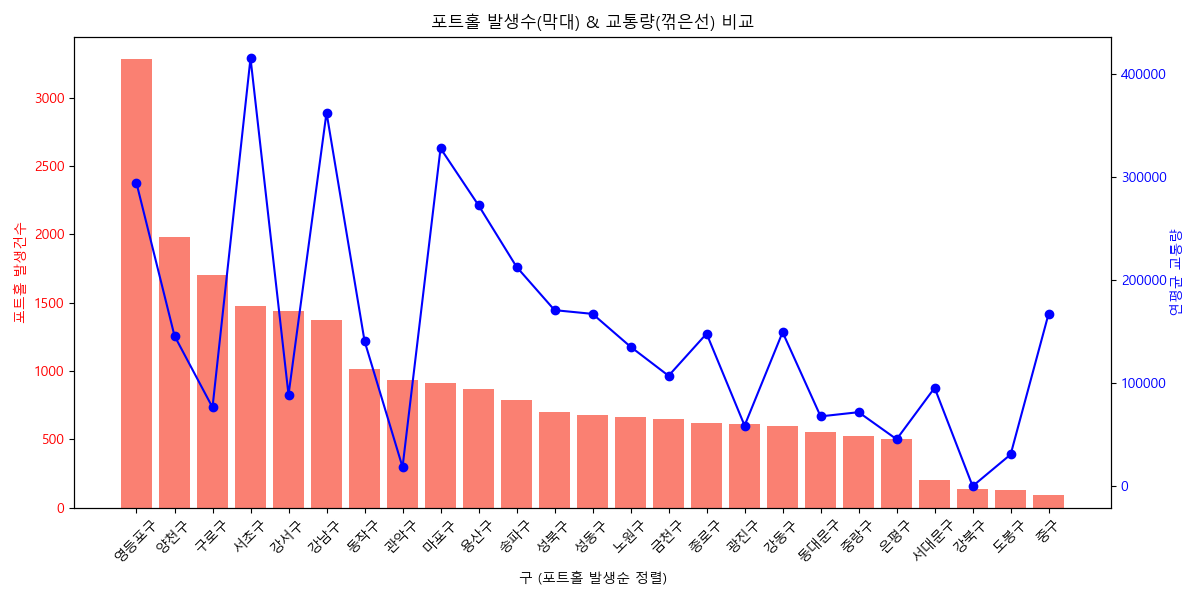 포트홀 발생수(막대) & 교통량(꺾은선) 비교
포트홀 발생건수
3000
2500
2000
1500
1000
500
0
400000
300000
200000
100000
0
연평균 교통량
영등포구
양천구
구로구
서초구
강서구
강남구
동작구
관악구
마포구
용산구
송파구
성북구
성동구
노원구
금천구
종로구
광진구
강동구
동대문구
중랑구
은평구
서대문구
강북구
도봉구
중구
구 (포트홀 발생순 정렬)